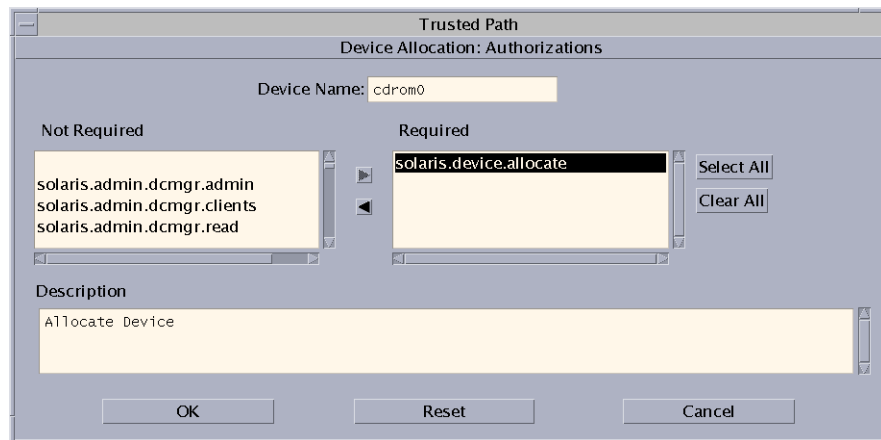 Trusted Path
Device Allocation: Authorizations
Device Name: cdrom0
Not Required
Required
solaris.admin.dcmgr.admin
solaris.admin.dcmgr.clients
solaris.admin.dcmgr.read
solaris.device.allocate
Select All
Clear All
Description
Allocate Device
OK
Reset
Cancel